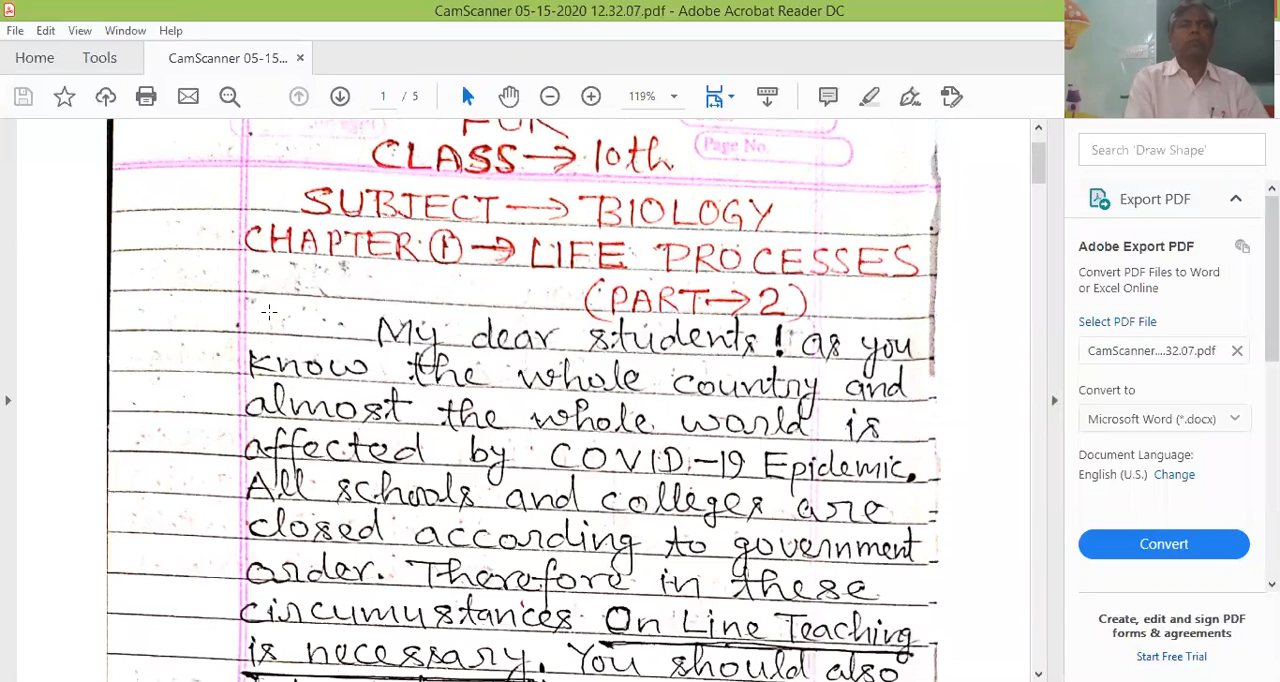 CamScanner 05-15-2020 12.32.07.pdf - Adobe Acrobat Reader DC
File Edit View Window Help
Home Tools CamScanner 05-15... ×
1 / 5 119%
FOR
CLASS → 10th
Page No.
SUBJECT → BIOLOGY
CHAPTER ① → LIFE PROCESSES
(PART → 2)
My dear students! as you
know the whole country and
almost the whole world is
affected by COVID-19 Epidemic.
All schools and colleges are
closed according to government
order. Therefore in these
circumustances On Line Teaching
is necessary. You should also
Search 'Draw Shape'
Export PDF
Adobe Export PDF
Convert PDF Files to Word
or Excel Online
Select PDF File
CamScanner....32.07.pdf ×
Convert to
Microsoft Word (*.docx)
Document Language:
English (U.S.) Change
Convert
Create, edit and sign PDF
forms & agreements
Start Free Trial